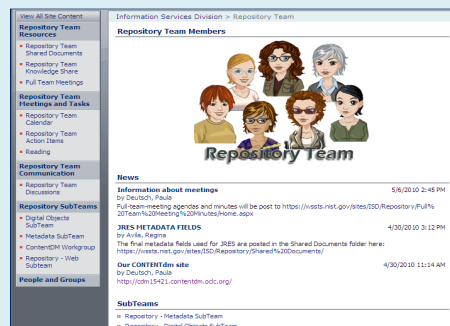 View All Site Content
Repository Team
Resources
Repository Team
Shared Documents
Repository Team
Knowledge Share
Full Team Meetings
Repository Team
Meetings and Tasks
Repository Team
Calendar
Repository Team
Action Items
Reading
Repository Team
Communication
Repository Team
Discussions
Repository SubTeams
Digital Objects
SubTeam
Metadata SubTeam
ContentDM Workgroup
Repository - Web
Subteam
People and Groups
Information Services Division > Repository Team
Repository Team Members
Repository Team
News
Information about meetings 5/6/2010 2:45 PM
by Deutsch, Paula
Full-team-meeting agendas and minutes will be post to https://wssts.nist.gov/sites/ISD/Repository/Full%
20Team%20Meeting%20Minutes/Home.aspx
JRES METADATA FIELDS 4/30/2010 3:12 PM
by Avila, Regina
The final metadata fields used for JRES are posted in the Shared Documents folder here:
https://wssts.nist.gov/sites/ISD/Repository/Shared%20Documents/
Our CONTENTdm site 4/30/2010 11:14 AM
by Deutsch, Paula
http://cdm15421.contentdm.oclc.org/
SubTeams
Repository - Metadata SubTeam
Repository - Digital Objects SubTeam